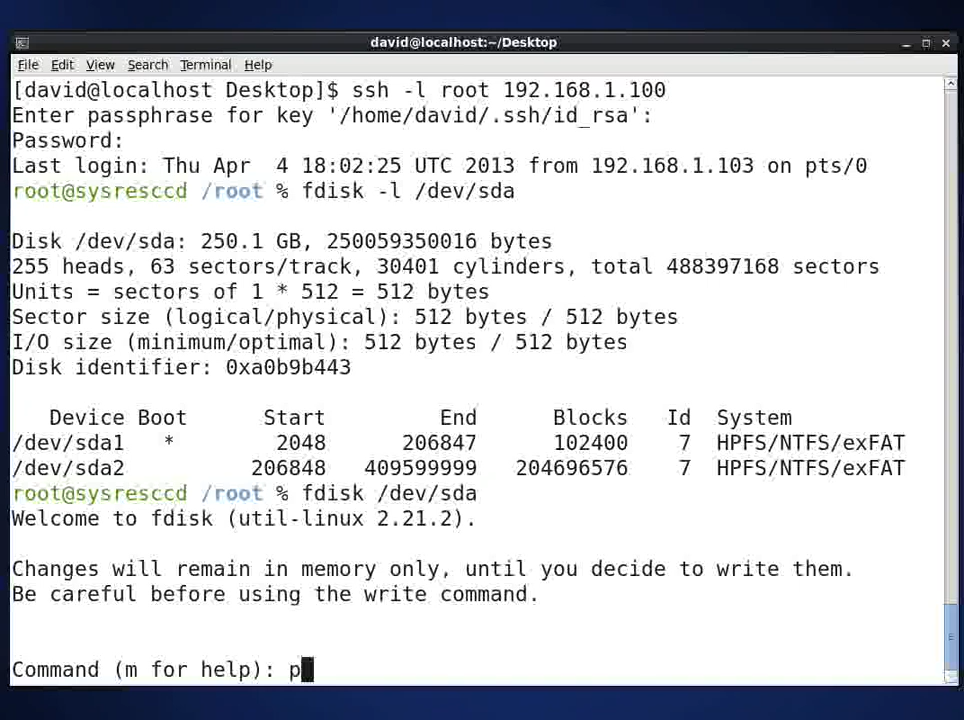 david@localhost:~/Desktop
File Edit View Search Terminal Help
[david@localhost Desktop]$ ssh -l root 192.168.1.100
Enter passphrase for key '/home/david/.ssh/id_rsa':
Password:
Last login: Thu Apr  4 18:02:25 UTC 2013 from 192.168.1.103 on pts/0
root@sysresccd /root % fdisk -l /dev/sda
Disk /dev/sda: 250.1 GB, 250059350016 bytes
255 heads, 63 sectors/track, 30401 cylinders, total 488397168 sectors
Units = sectors of 1 * 512 = 512 bytes
Sector size (logical/physical): 512 bytes / 512 bytes
I/O size (minimum/optimal): 512 bytes / 512 bytes
Disk identifier: 0xa0b9b443
   Device Boot      Start         End      Blocks   Id  System
/dev/sda1   *        2048      206847      102400    7  HPFS/NTFS/exFAT
/dev/sda2          206848   409599999   204696576    7  HPFS/NTFS/exFAT
root@sysresccd /root % fdisk /dev/sda
Welcome to fdisk (util-linux 2.21.2).
Changes will remain in memory only, until you decide to write them.
Be careful before using the write command.
Command (m for help): p